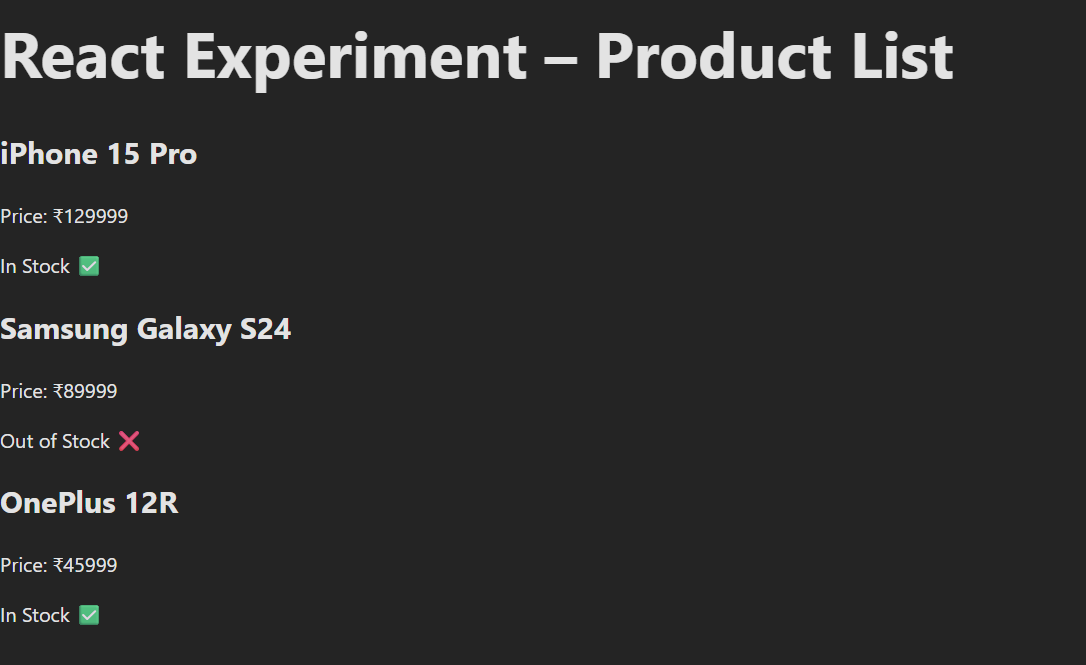 React Experiment – Product List
iPhone 15 Pro
Price: ₹129999
In Stock ✅
Samsung Galaxy S24
Price: ₹89999
Out of Stock ❌
OnePlus 12R
Price: ₹45999
In Stock ✅